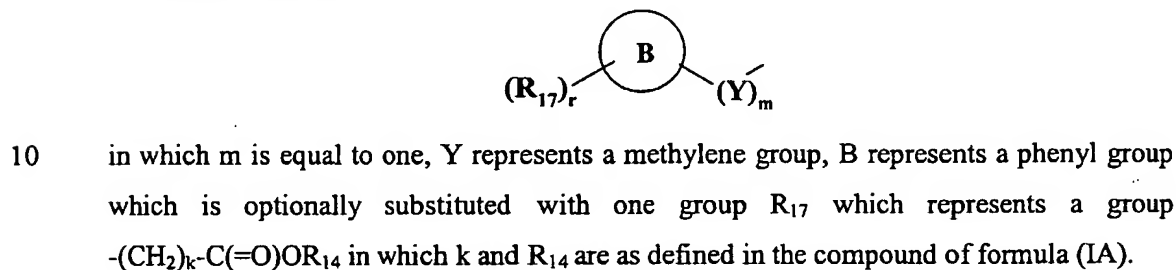 B
(R₁₇)ᵣ (Y)ₘ
10 in which m is equal to one, Y represents a methylene group, B represents a phenyl group
which is optionally substituted with one group R₁₇ which represents a group
-(CH₂)ₖ-C(=O)OR₁₄ in which k and R₁₄ are as defined in the compound of formula (IA).